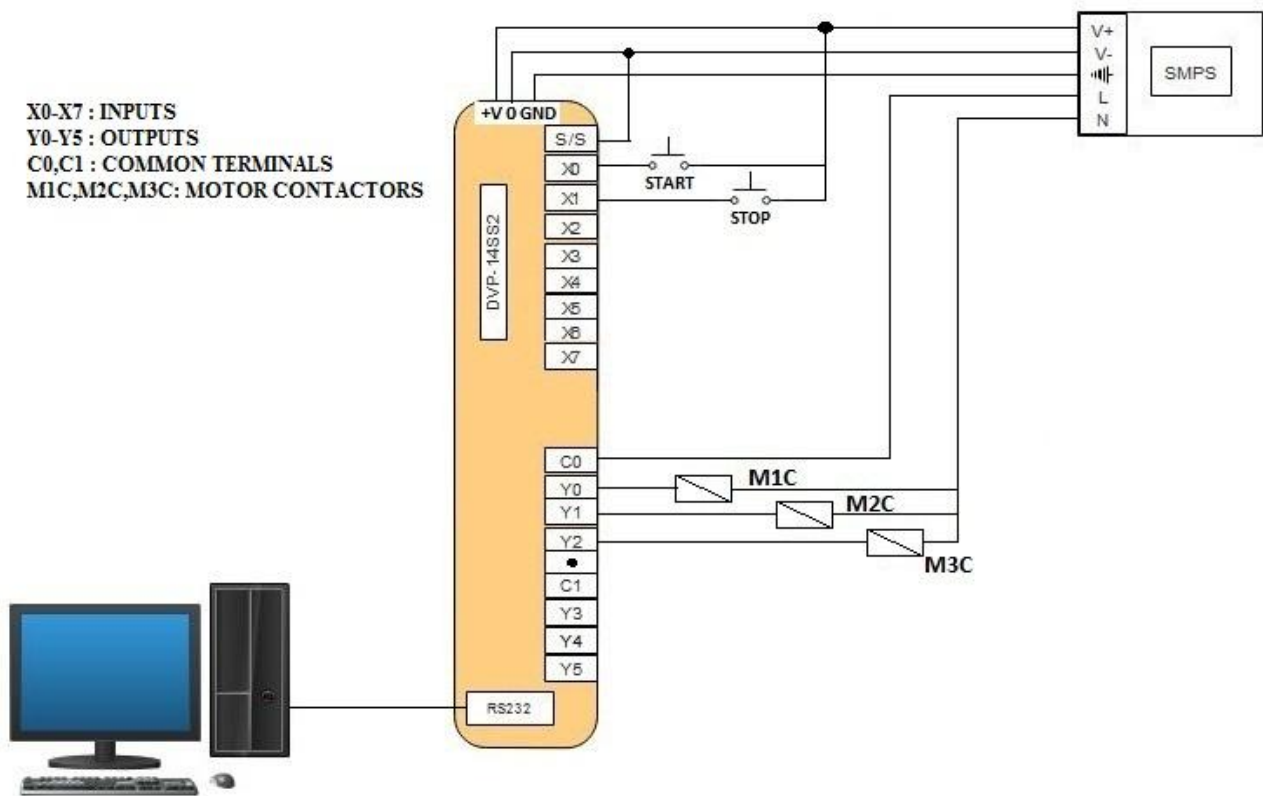 X0-X7 : INPUTS
Y0-Y5 : OUTPUTS
C0,C1 : COMMON TERMINALS
M1C,M2C,M3C: MOTOR CONTACTORS
V+
V-
L
N
SMPS
+V 0 GND
S/S
X0
X1
X2
X3
X4
X5
X6
X7
START
STOP
DVP-14SS2
C0
Y0
Y1
Y2
C1
Y3
Y4
Y5
M1C
M2C
M3C
RS232